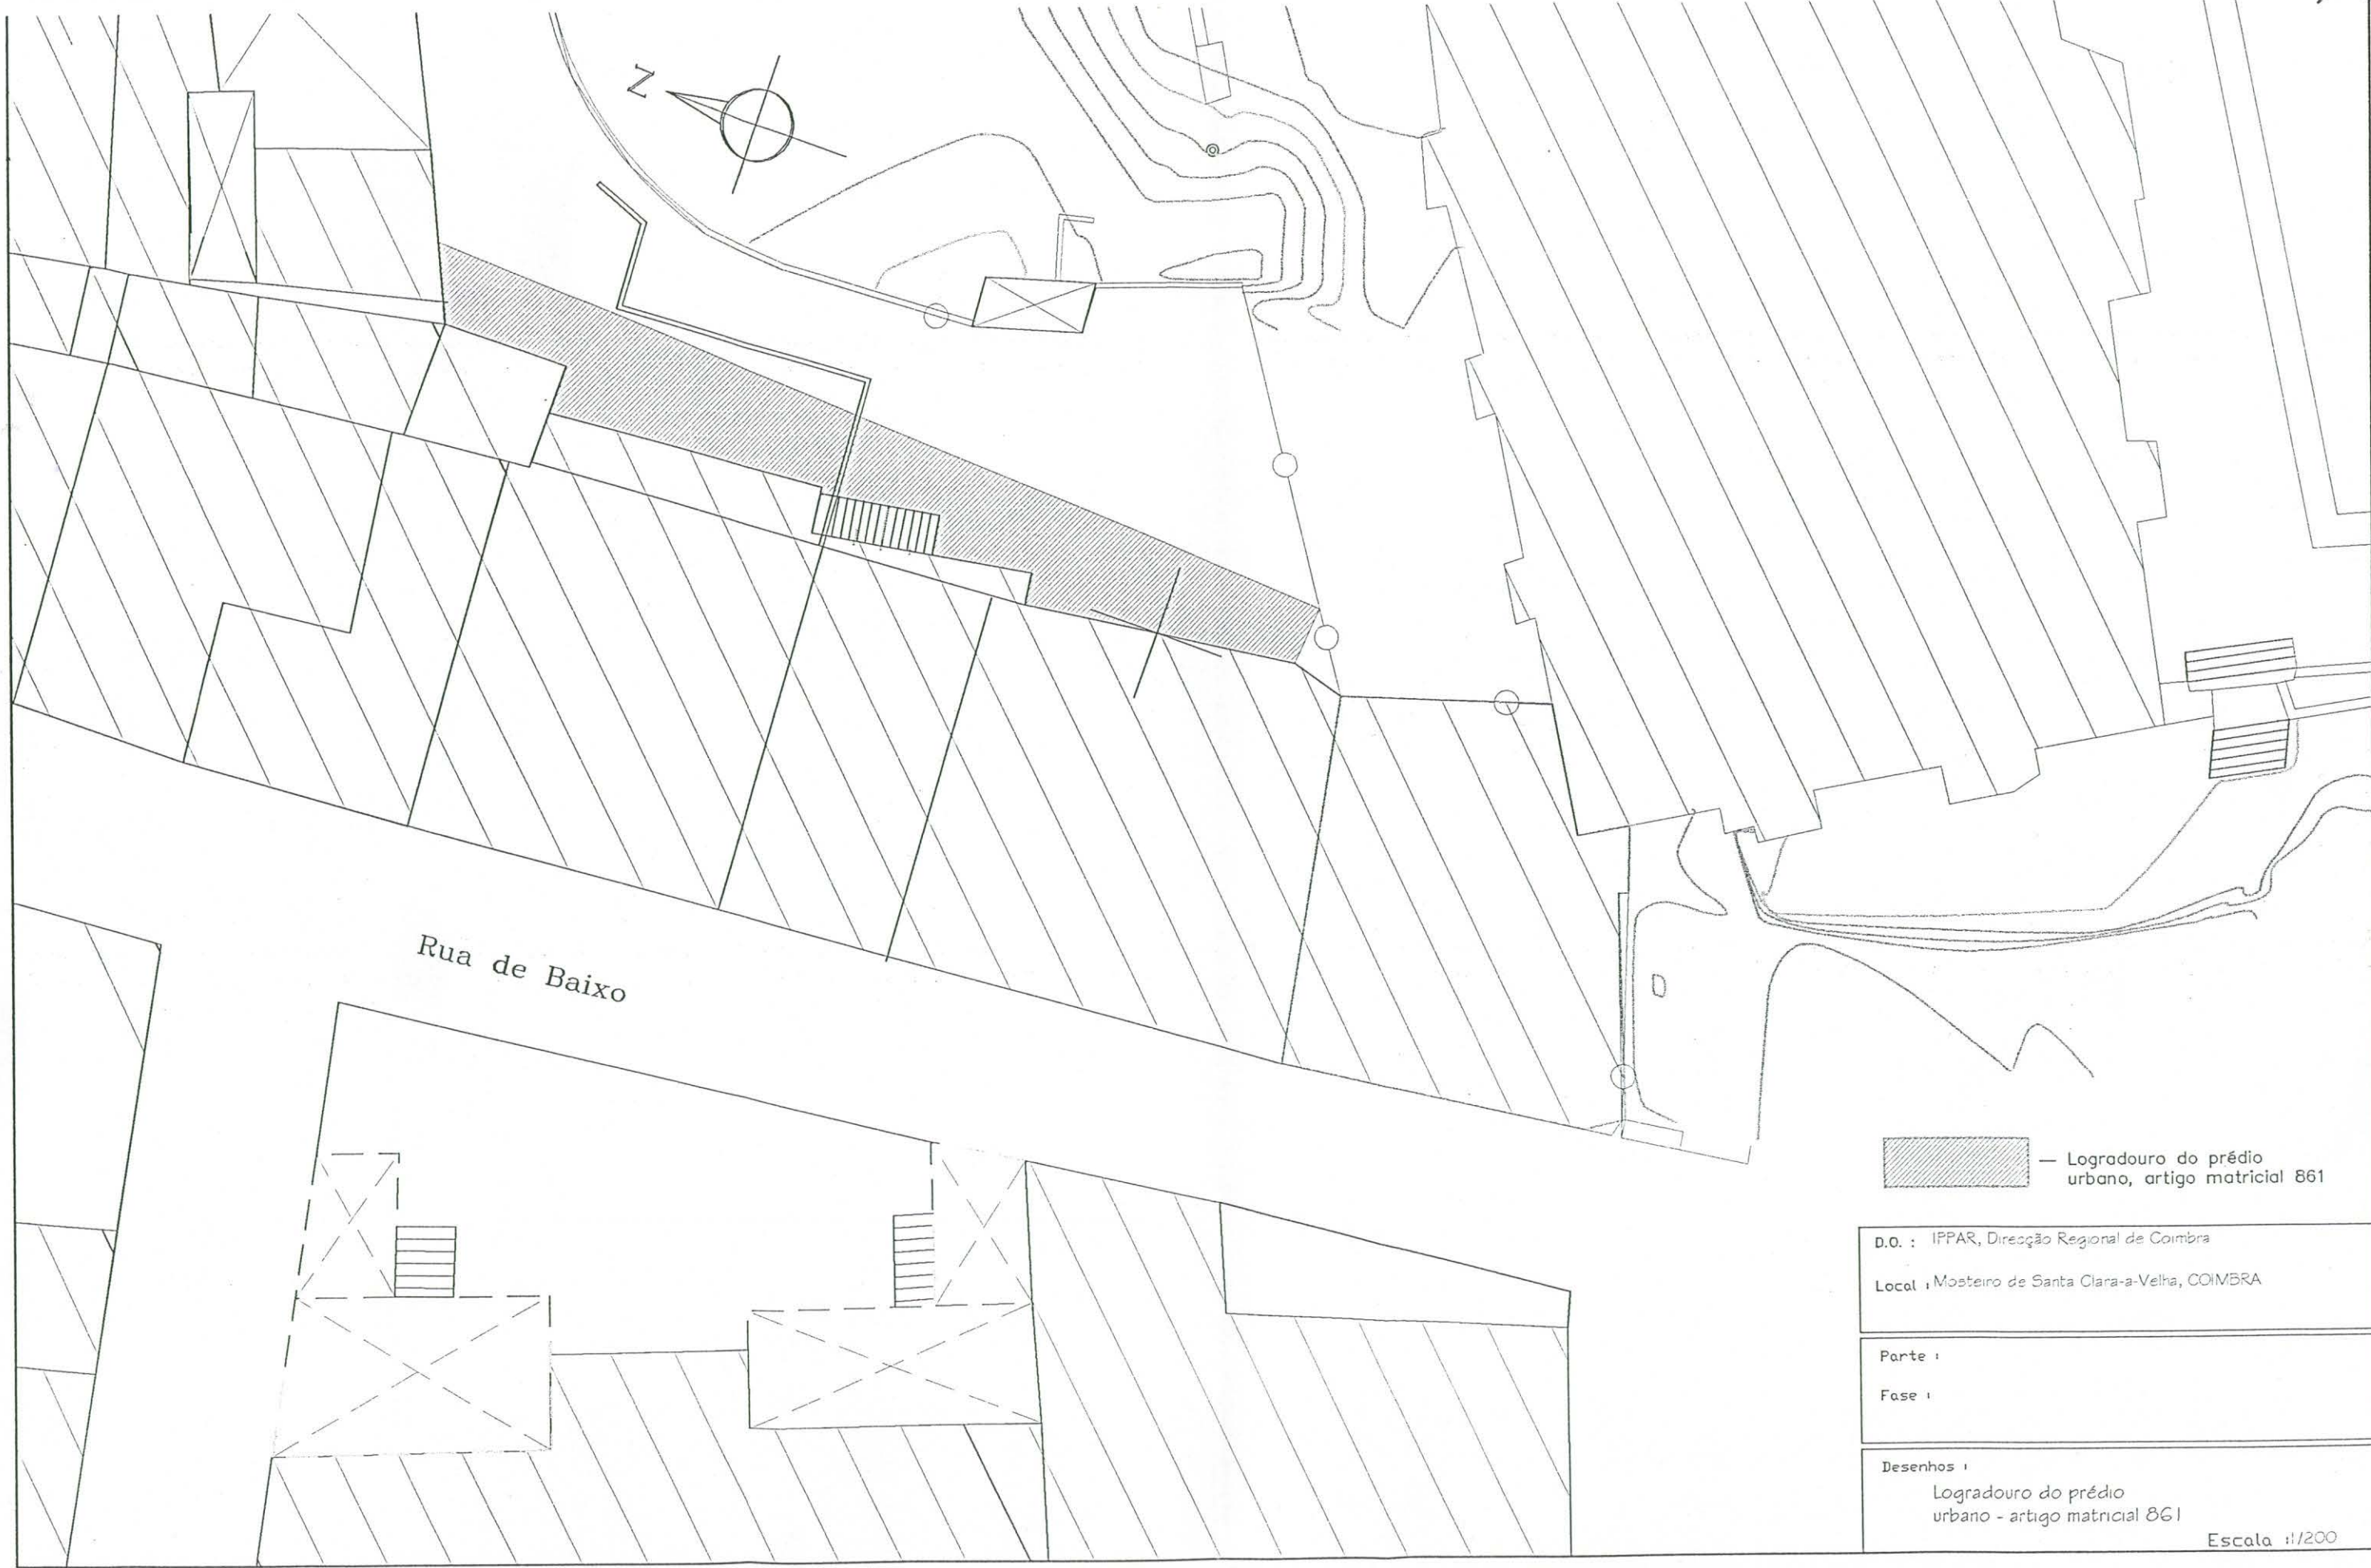 N
Rua de Baixo
— Logradouro do prédio
urbano, artigo matricial 861
D.O. : IPPAR, Direcção Regional de Coimbra
Local : Mosteiro de Santa Clara-a-Velha, COIMBRA
Parte :
Fase :
Desenhos :
Logradouro do prédio
urbano - artigo matricial 861
Escala :1/200